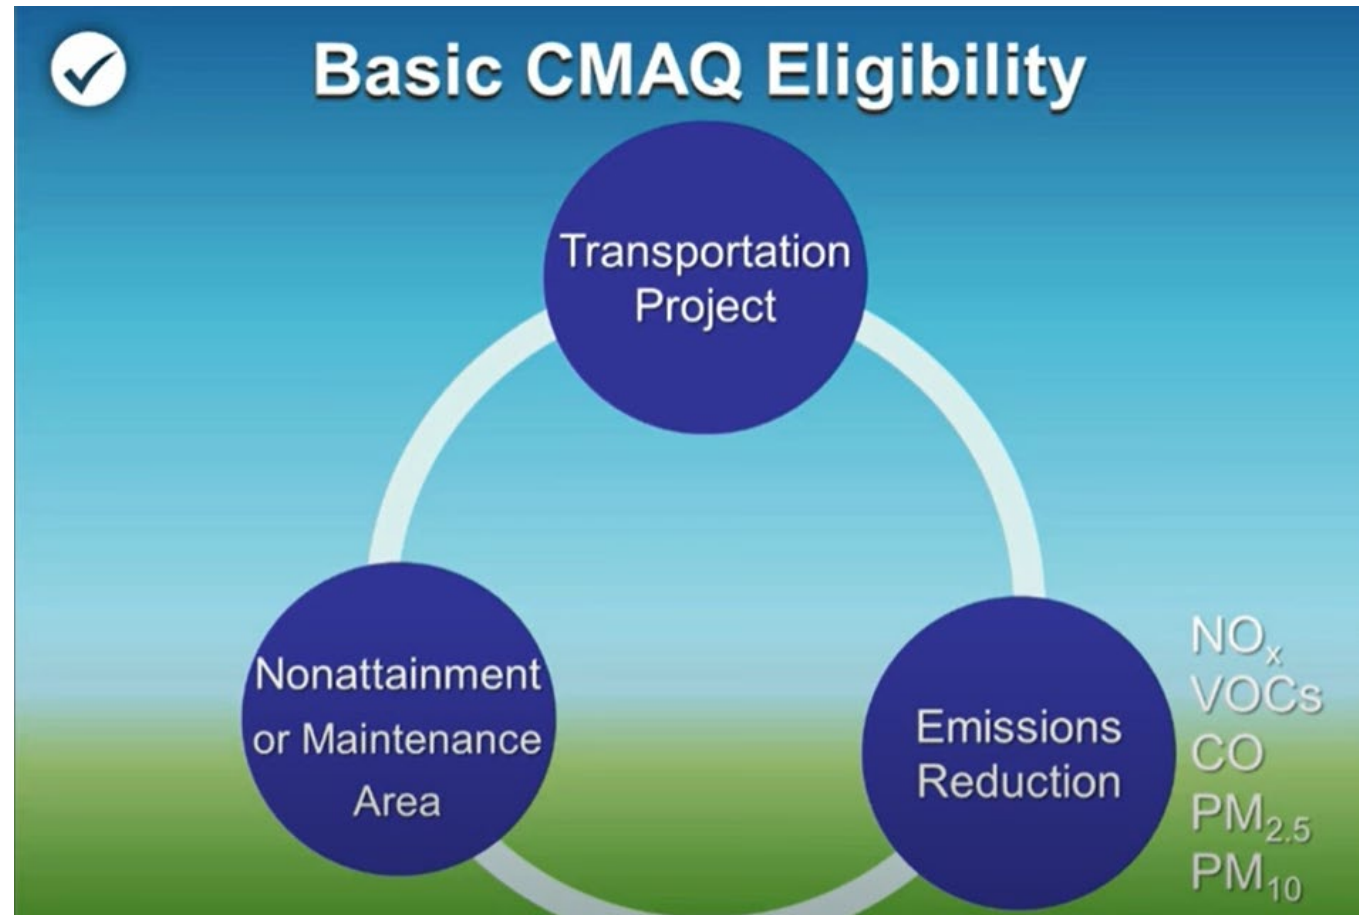 Basic CMAQ Eligibility
Transportation
Project
Nonattainment
or Maintenance
Area
Emissions
Reduction
NOₓ
VOCs
CO
PM₂.₅
PM₁₀